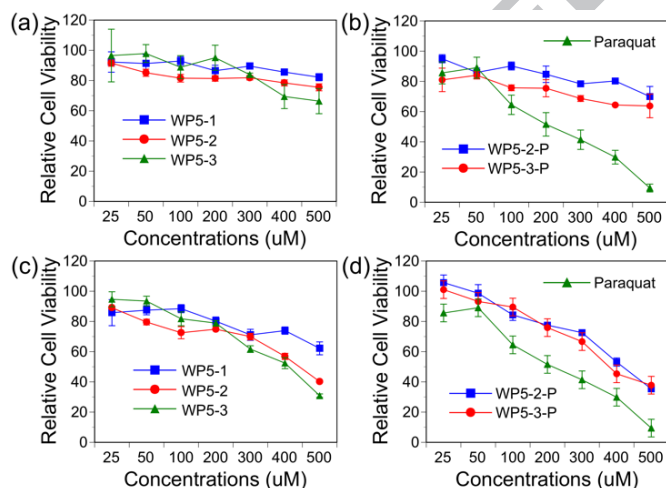 (a)
120
100
80
60
40
20
0
Relative Cell Viability
WP5-1
WP5-2
WP5-3
25 50 100 200 300 400 500
Concentrations (uM)
(b)
120
100
80
60
40
20
0
Relative Cell Viability
Paraquat
WP5-2-P
WP5-3-P
25 50 100 200 300 400 500
Concentrations (uM)
(c)
120
100
80
60
40
20
0
Relative Cell Viability
WP5-1
WP5-2
WP5-3
25 50 100 200 300 400 500
Concentrations (uM)
(d)
120
100
80
60
40
20
0
Relative Cell Viability
Paraquat
WP5-2-P
WP5-3-P
25 50 100 200 300 400 500
Concentrations (uM)